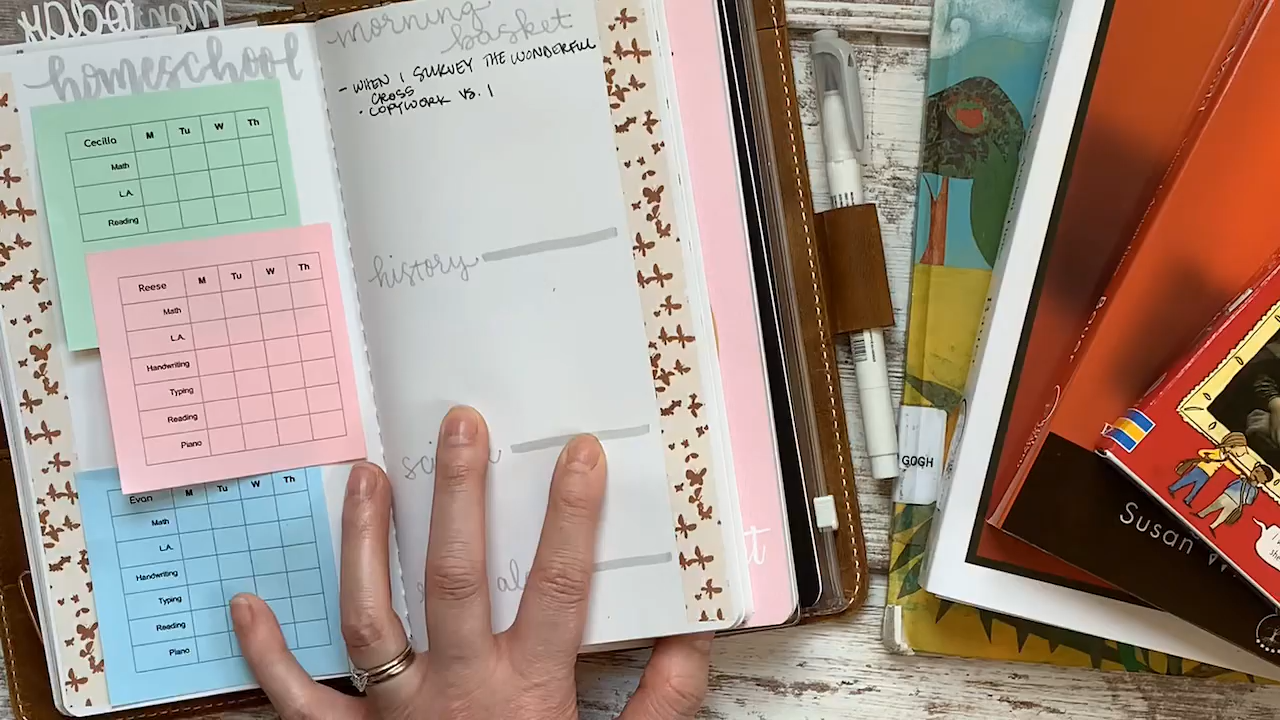 homeschool
Cecilia M Tu W Th
Math
L.A.
Reading
Reese M Tu W Th
Math
L.A.
Handwriting
Typing
Reading
Piano
Evan M Tu W Th
Math
L.A.
Handwriting
Typing
Reading
Piano
morning
basket
- WHEN I SURVEY THE WONDERFUL
CROSS
• COPYWORK VS. 1
history
GOGH
Susan